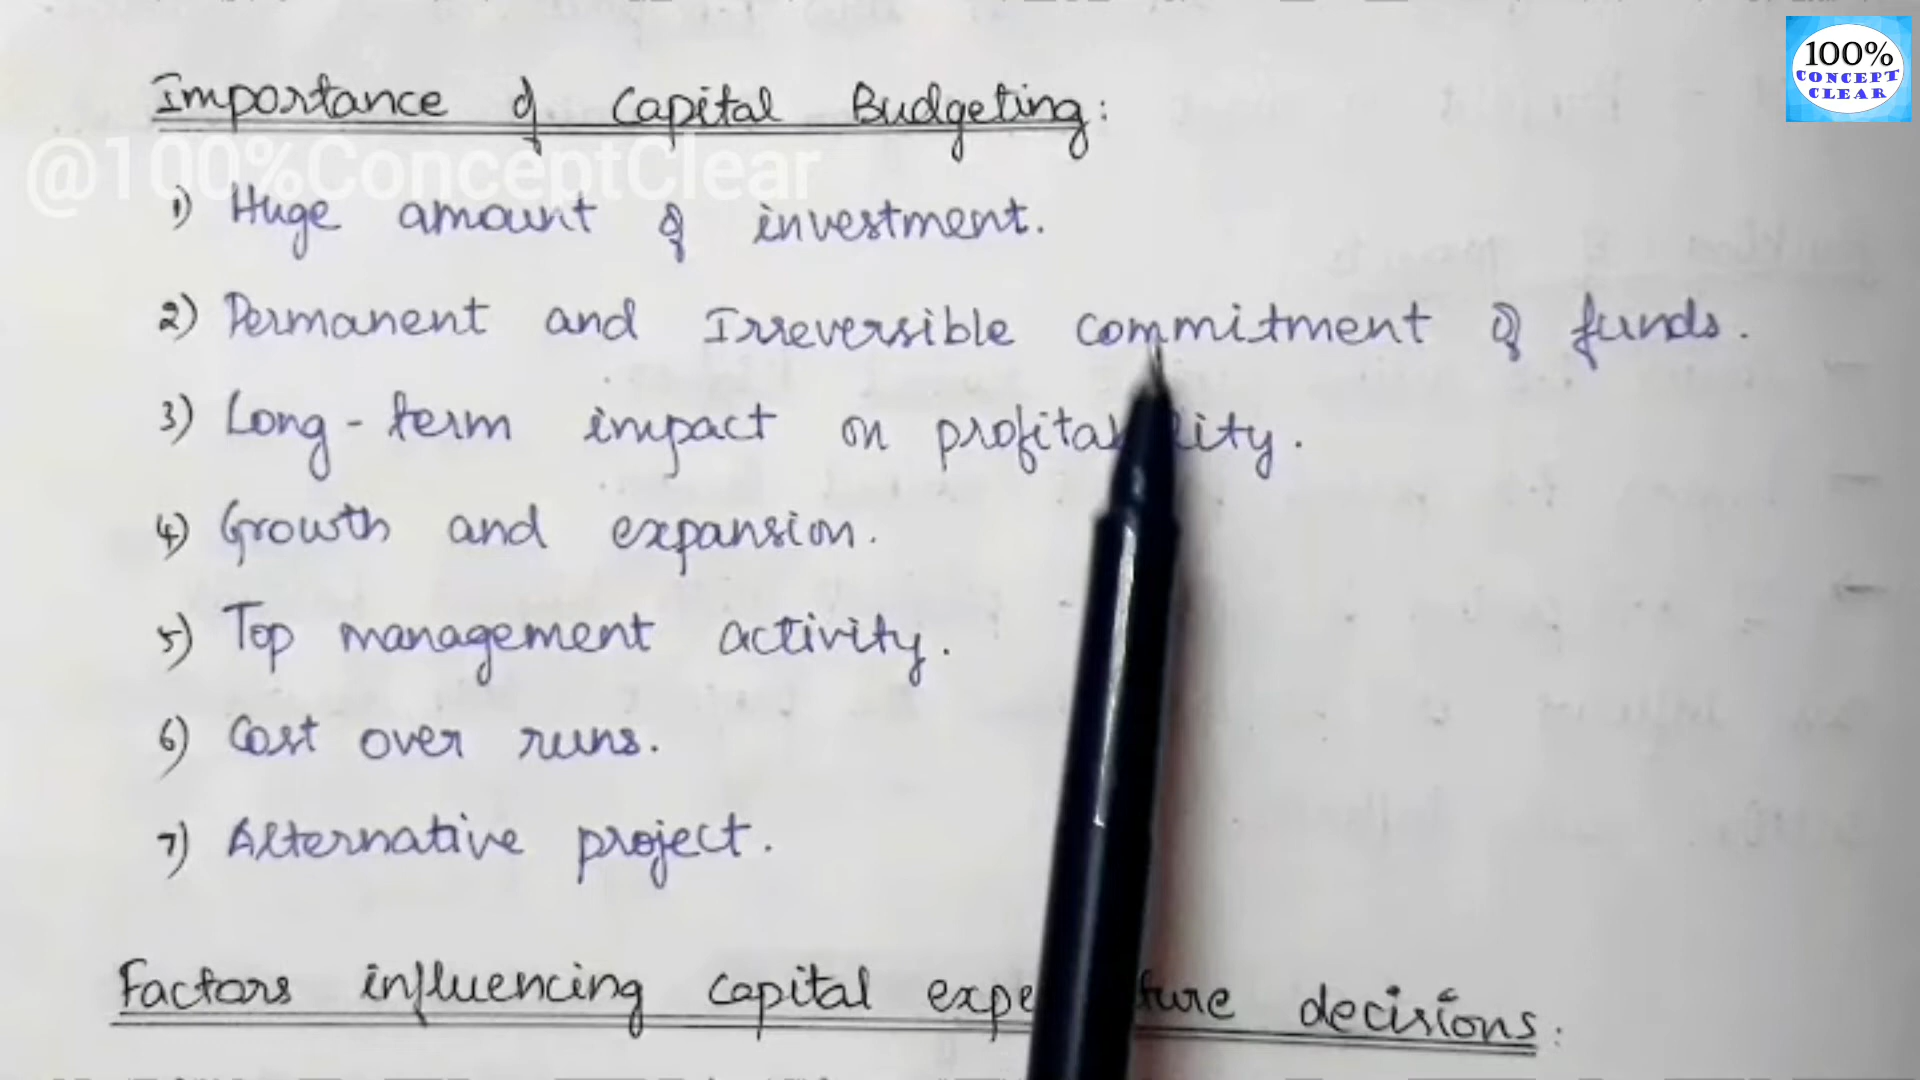 100%
CONCEPT
CLEAR
Importance of Capital Budgeting:
@100%ConceptClear
1) Huge amount of investment.
2) Permanent and Irreversible commitment of funds.
3) Long-term impact on profitability.
4) Growth and expansion.
5) Top management activity.
6) Cost over runs.
7) Alternative project.
Factors influencing capital expenditure decisions: